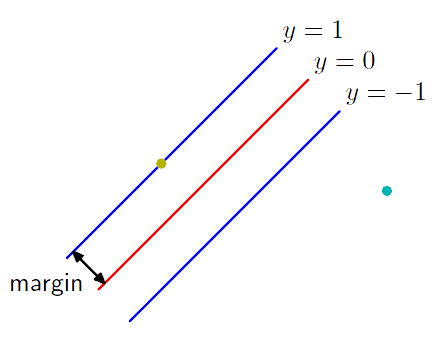 y = 1
y = 0
y = −1
margin